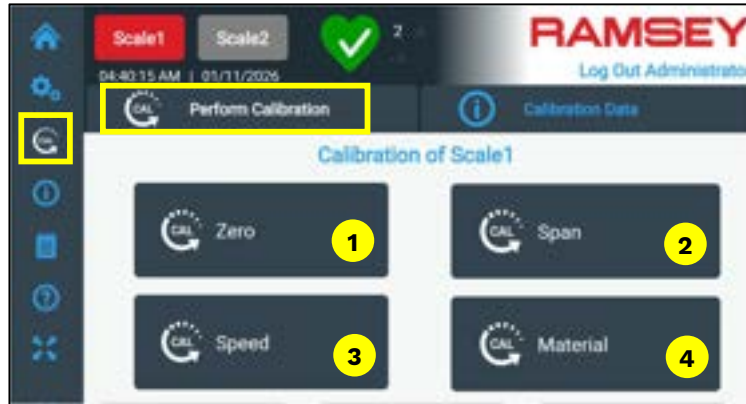 Scale1 Scale2 2 RAMSEY
04:40:15 AM | 01/11/2026 Log Out Administrato
CAL Perform Calibration Calibration Data
Calibration of Scale1
CAL Zero 1 CAL Span 2
CAL Speed 3 CAL Material 4